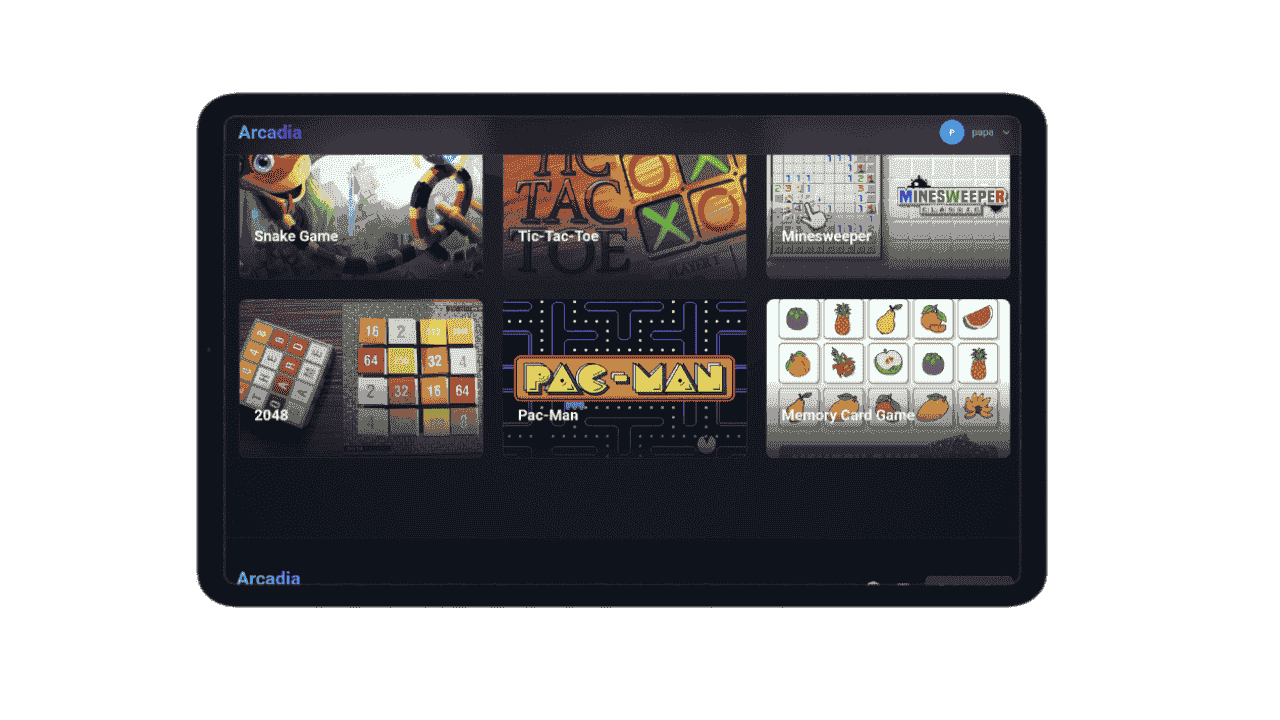 Arcadia
P
papa
TIC
TAC
TOE
Snake Game
Tic-Tac-Toe
Minesweeper
MINESWEEPER
CLASSIC
16 2
64 32 4
2 32 16 64
2048
PAC-MAN
Pac-Man
Memory Card Game
Arcadia